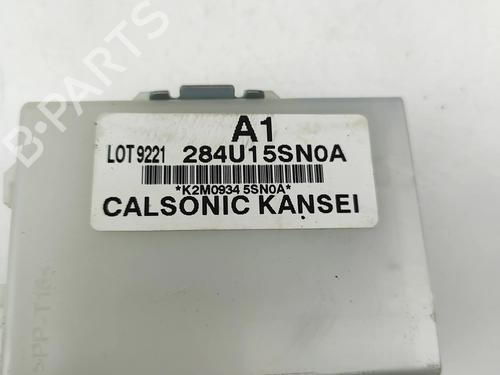 A1
LOT 9221 284U15SN0A
*K2M0934 5SN0A*
CALSONIC KANSEI
B-PARTS